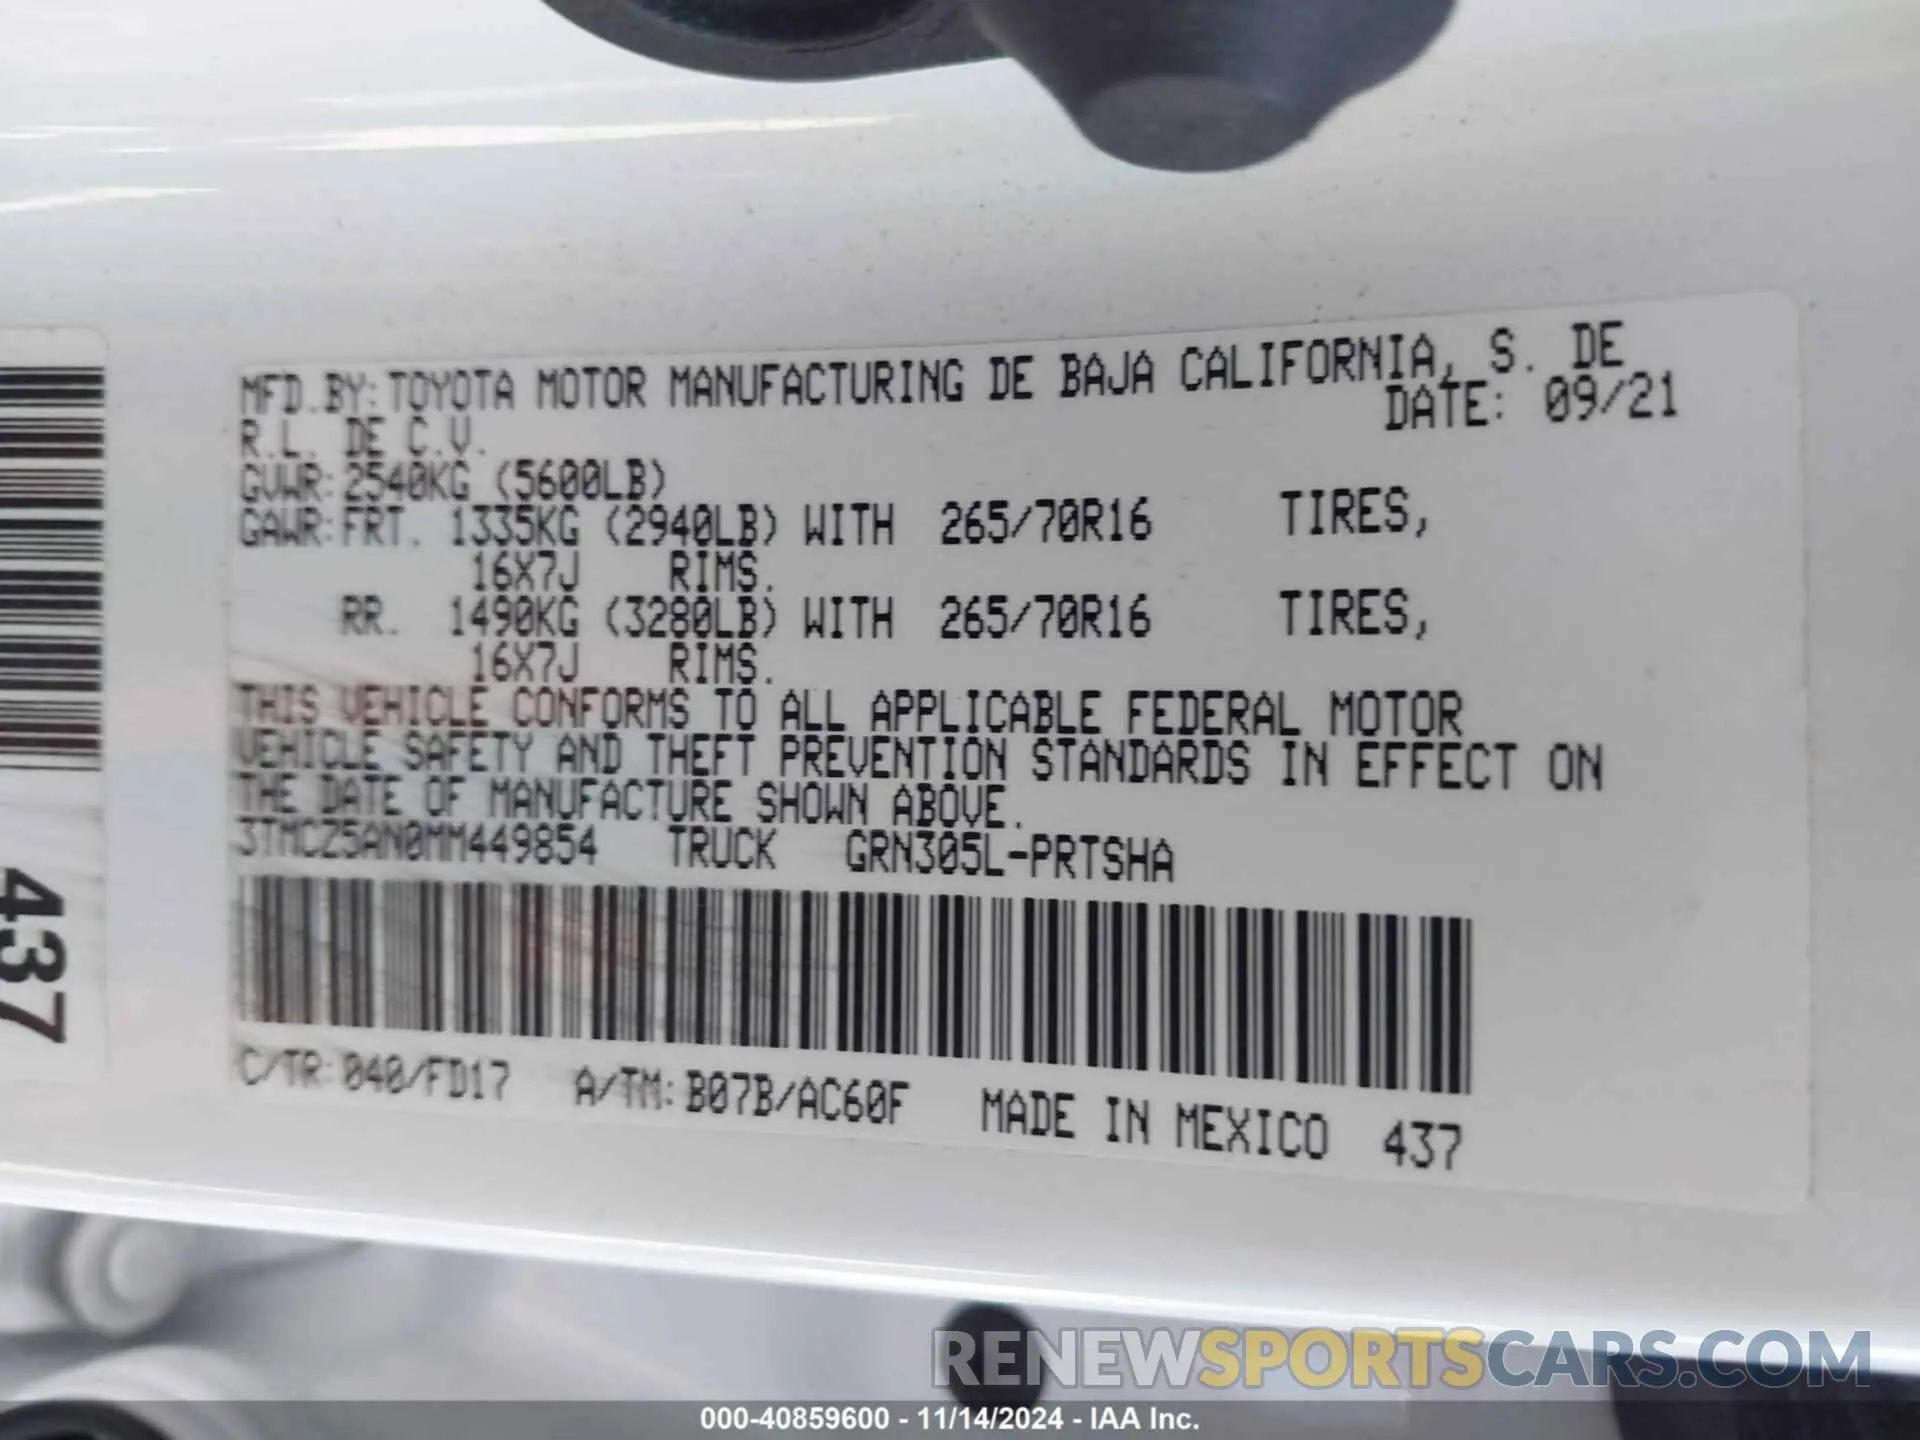 MFD.BY: TOYOTA MOTOR MANUFACTURING DE BAJA CALIFORNIA, S. DE
R.L. DE C.V. DATE: 09/21
GVWR: 2540KG (5600LB)
GAWR: FRT. 1335KG (2940LB) WITH 265/70R16 TIRES,
16X7J RIMS.
RR. 1490KG (3280LB) WITH 265/70R16 TIRES,
16X7J RIMS.
THIS VEHICLE CONFORMS TO ALL APPLICABLE FEDERAL MOTOR
VEHICLE SAFETY AND THEFT PREVENTION STANDARDS IN EFFECT ON
THE DATE OF MANUFACTURE SHOWN ABOVE.
3TMCZ5AN0MM449854 TRUCK GRN305L-PRTSHA
C/TR: 040/FD17 A/TM: B07B/AC60F MADE IN MEXICO 437
437
RENEWSPORTSCARS.COM
000-40859600 - 11/14/2024 - IAA Inc.